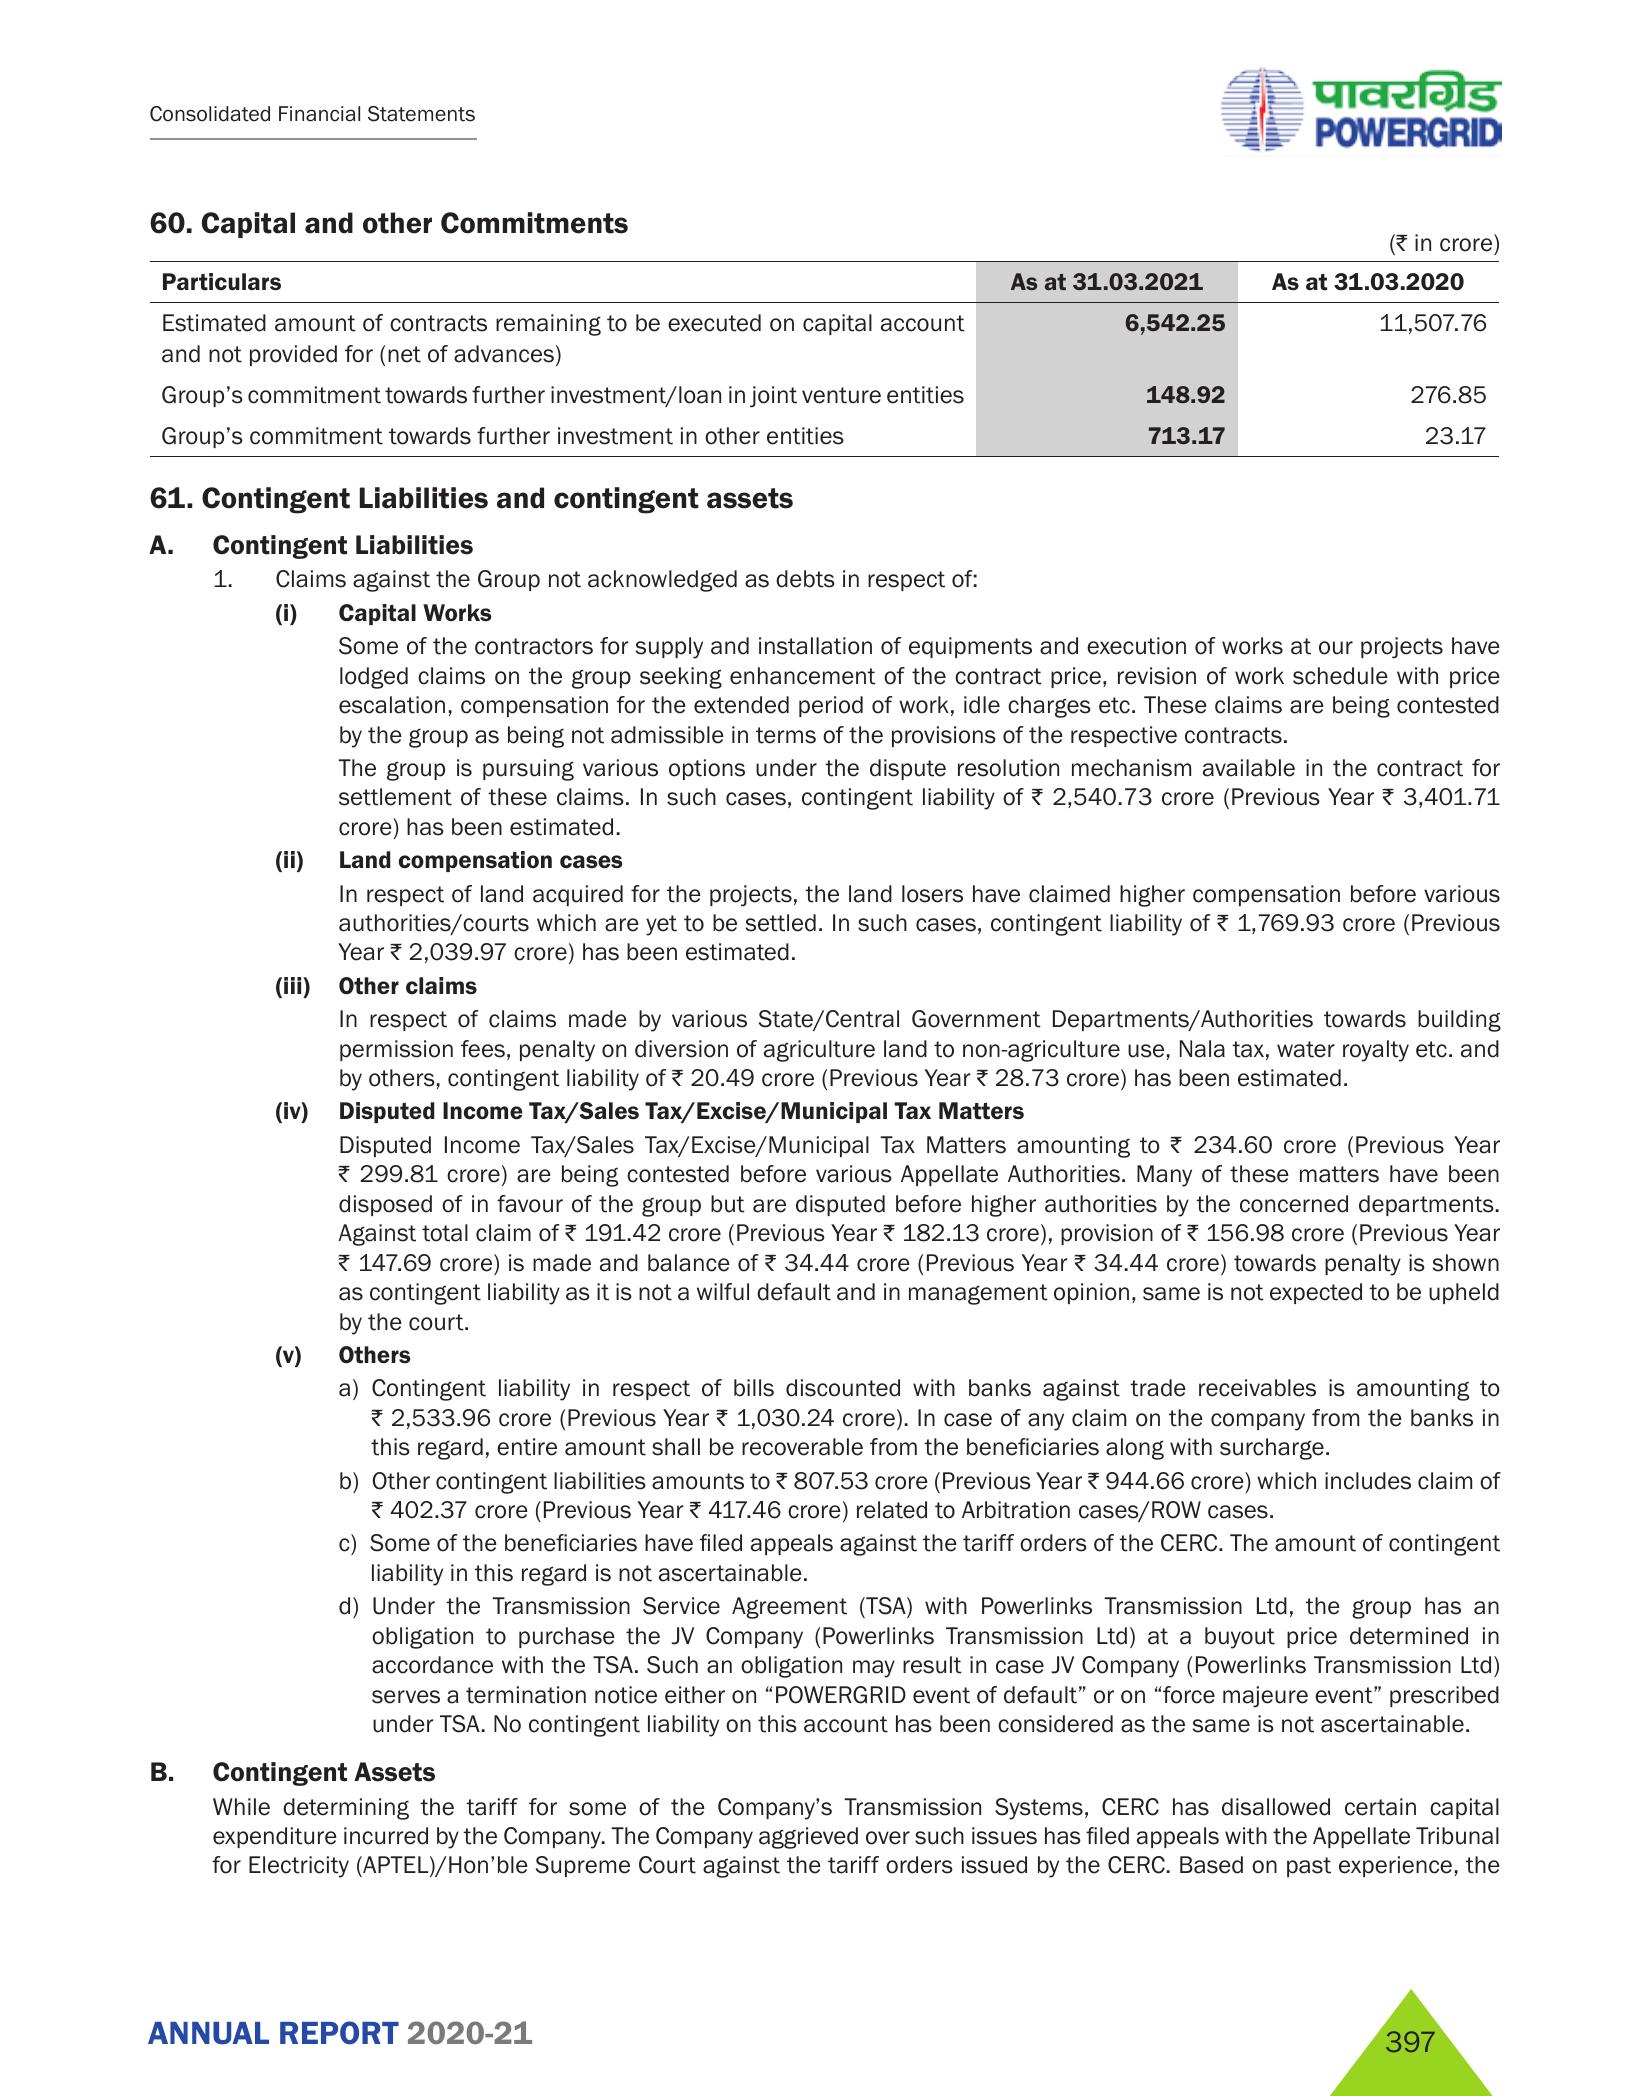 Consolidated Financial Statements
पावरग्रिड
POWERGRID
60. Capital and other Commitments
(₹ in crore)
Particulars As at 31.03.2021 As at 31.03.2020
Estimated amount of contracts remaining to be executed on capital account 6,542.25 11,507.76
and not provided for (net of advances)
Group’s commitment towards further investment/loan in joint venture entities 148.92 276.85
Group’s commitment towards further investment in other entities 713.17 23.17
61. Contingent Liabilities and contingent assets
A. Contingent Liabilities
1. Claims against the Group not acknowledged as debts in respect of:
(i) Capital Works
Some of the contractors for supply and installation of equipments and execution of works at our projects have
lodged claims on the group seeking enhancement of the contract price, revision of work schedule with price
escalation, compensation for the extended period of work, idle charges etc. These claims are being contested
by the group as being not admissible in terms of the provisions of the respective contracts.
The group is pursuing various options under the dispute resolution mechanism available in the contract for
settlement of these claims. In such cases, contingent liability of ₹ 2,540.73 crore (Previous Year ₹ 3,401.71
crore) has been estimated.
(ii) Land compensation cases
In respect of land acquired for the projects, the land losers have claimed higher compensation before various
authorities/courts which are yet to be settled. In such cases, contingent liability of ₹ 1,769.93 crore (Previous
Year ₹ 2,039.97 crore) has been estimated.
(iii) Other claims
In respect of claims made by various State/Central Government Departments/Authorities towards building
permission fees, penalty on diversion of agriculture land to non-agriculture use, Nala tax, water royalty etc. and
by others, contingent liability of ₹ 20.49 crore (Previous Year ₹ 28.73 crore) has been estimated.
(iv) Disputed Income Tax/Sales Tax/Excise/Municipal Tax Matters
Disputed Income Tax/Sales Tax/Excise/Municipal Tax Matters amounting to ₹ 234.60 crore (Previous Year
₹ 299.81 crore) are being contested before various Appellate Authorities. Many of these matters have been
disposed of in favour of the group but are disputed before higher authorities by the concerned departments.
Against total claim of ₹ 191.42 crore (Previous Year ₹ 182.13 crore), provision of ₹ 156.98 crore (Previous Year
₹ 147.69 crore) is made and balance of ₹ 34.44 crore (Previous Year ₹ 34.44 crore) towards penalty is shown
as contingent liability as it is not a wilful default and in management opinion, same is not expected to be upheld
by the court.
(v) Others
a) Contingent liability in respect of bills discounted with banks against trade receivables is amounting to
₹ 2,533.96 crore (Previous Year ₹ 1,030.24 crore). In case of any claim on the company from the banks in
this regard, entire amount shall be recoverable from the beneficiaries along with surcharge.
b) Other contingent liabilities amounts to ₹ 807.53 crore (Previous Year ₹ 944.66 crore) which includes claim of
₹ 402.37 crore (Previous Year ₹ 417.46 crore) related to Arbitration cases/ROW cases.
c) Some of the beneficiaries have filed appeals against the tariff orders of the CERC. The amount of contingent
liability in this regard is not ascertainable.
d) Under the Transmission Service Agreement (TSA) with Powerlinks Transmission Ltd, the group has an
obligation to purchase the JV Company (Powerlinks Transmission Ltd) at a buyout price determined in
accordance with the TSA. Such an obligation may result in case JV Company (Powerlinks Transmission Ltd)
serves a termination notice either on “POWERGRID event of default” or on “force majeure event” prescribed
under TSA. No contingent liability on this account has been considered as the same is not ascertainable.
B. Contingent Assets
While determining the tariff for some of the Company’s Transmission Systems, CERC has disallowed certain capital
expenditure incurred by the Company. The Company aggrieved over such issues has filed appeals with the Appellate Tribunal
for Electricity (APTEL)/Hon’ble Supreme Court against the tariff orders issued by the CERC. Based on past experience, the
ANNUAL REPORT 2020-21
397